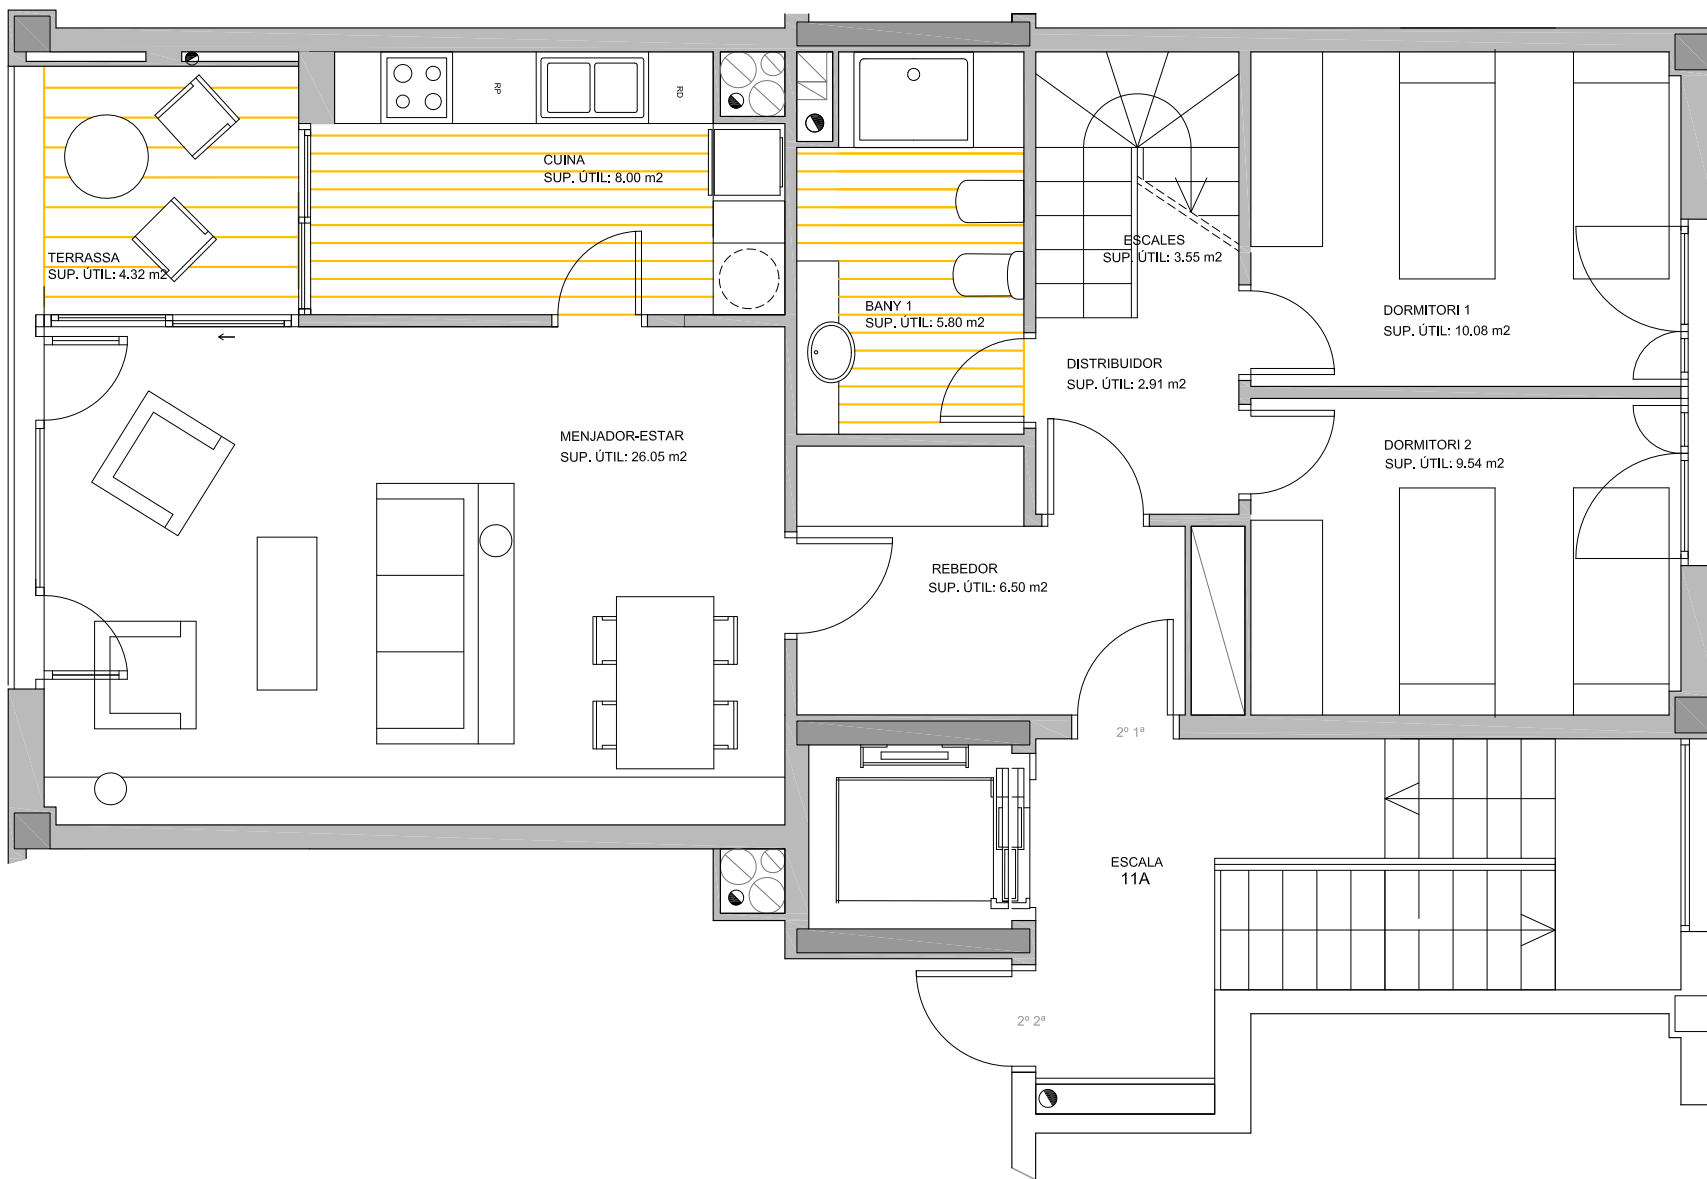 RP
RD
CUINA
SUP. ÚTIL: 8.00 m2
TERRASSA
SUP. ÚTIL: 4.32 m2
ESCALES
SUP. ÚTIL: 3.55 m2
BANY 1
SUP. ÚTIL: 5.80 m2
DORMITORI 1
SUP. ÚTIL: 10.08 m2
DISTRIBUIDOR
SUP. ÚTIL: 2.91 m2
MENJADOR-ESTAR
SUP. ÚTIL: 26.05 m2
DORMITORI 2
SUP. ÚTIL: 9.54 m2
REBEDOR
SUP. ÚTIL: 6.50 m2
2º 1ª
ESCALA
11A
2º 2ª